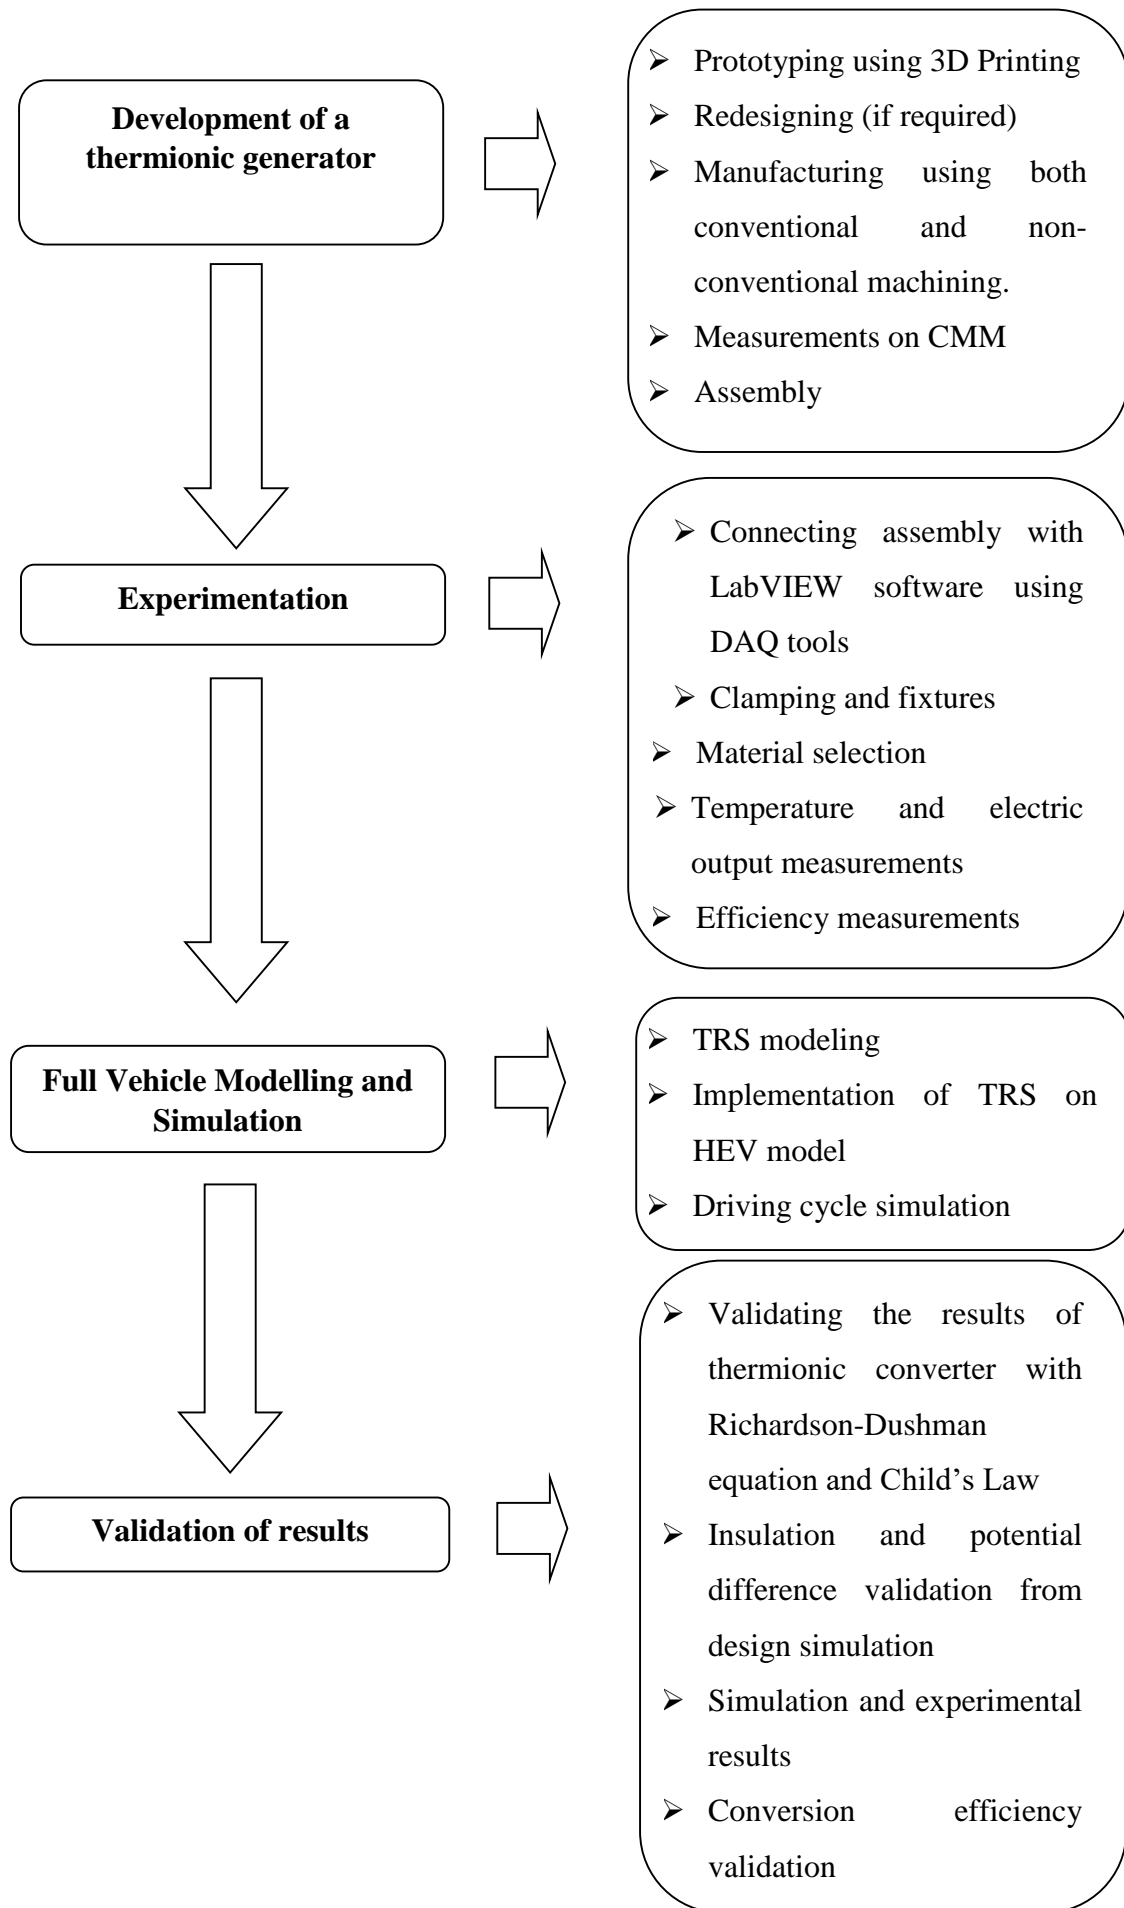 Development of a
thermionic generator
➢ Prototyping using 3D Printing
➢ Redesigning (if required)
➢ Manufacturing using both
conventional and non-
conventional machining.
➢ Measurements on CMM
➢ Assembly
Experimentation
➢ Connecting assembly with
LabVIEW software using
DAQ tools
➢ Clamping and fixtures
➢ Material selection
➢ Temperature and electric
output measurements
➢ Efficiency measurements
Full Vehicle Modelling and
Simulation
➢ TRS modeling
➢ Implementation of TRS on
HEV model
➢ Driving cycle simulation
Validation of results
➢ Validating the results of
thermionic converter with
Richardson-Dushman
equation and Child’s Law
➢ Insulation and potential
difference validation from
design simulation
➢ Simulation and experimental
results
➢ Conversion efficiency
validation